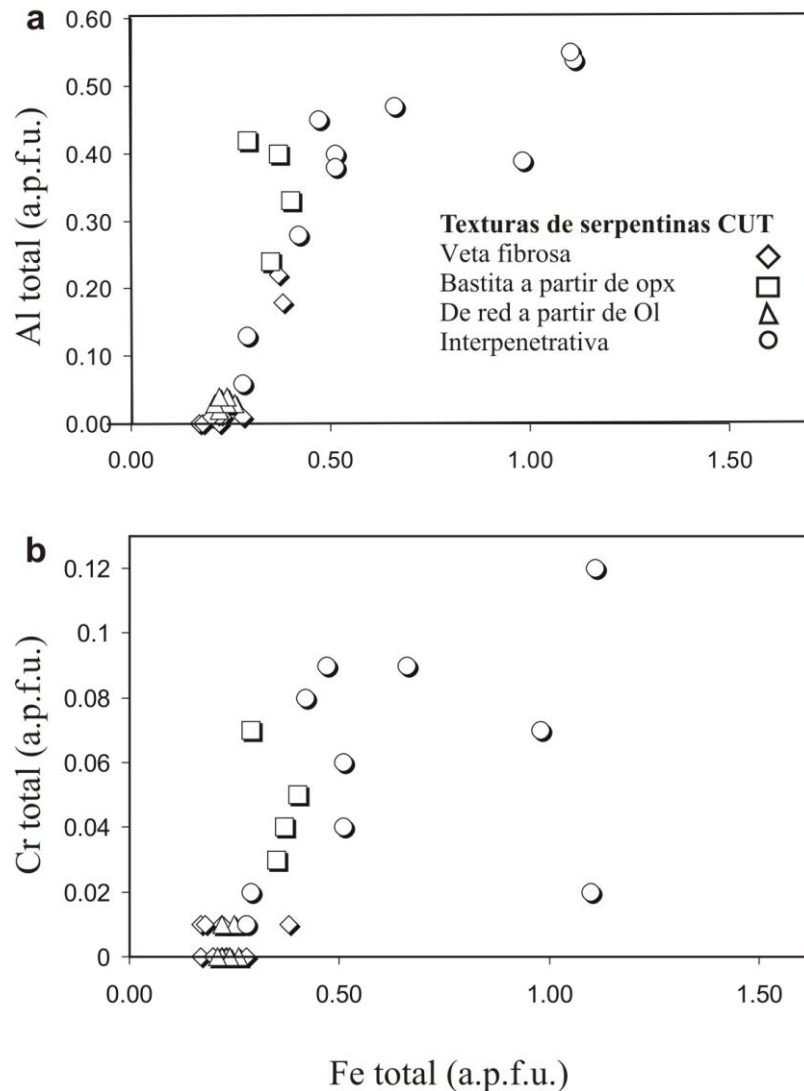 a
0.60
0.50
0.40
0.30
0.20
0.10
0.00
Al total (a.p.f.u.)
Texturas de serpentinas CUT
Veta fibrosa
Bastita a partir de opx
De red a partir de Ol
Interpenetrativa
0.00 0.50 1.00 1.50
b
0.12
0.1
0.08
0.06
0.04
0.02
0
Cr total (a.p.f.u.)
0.00 0.50 1.00 1.50
Fe total (a.p.f.u.)